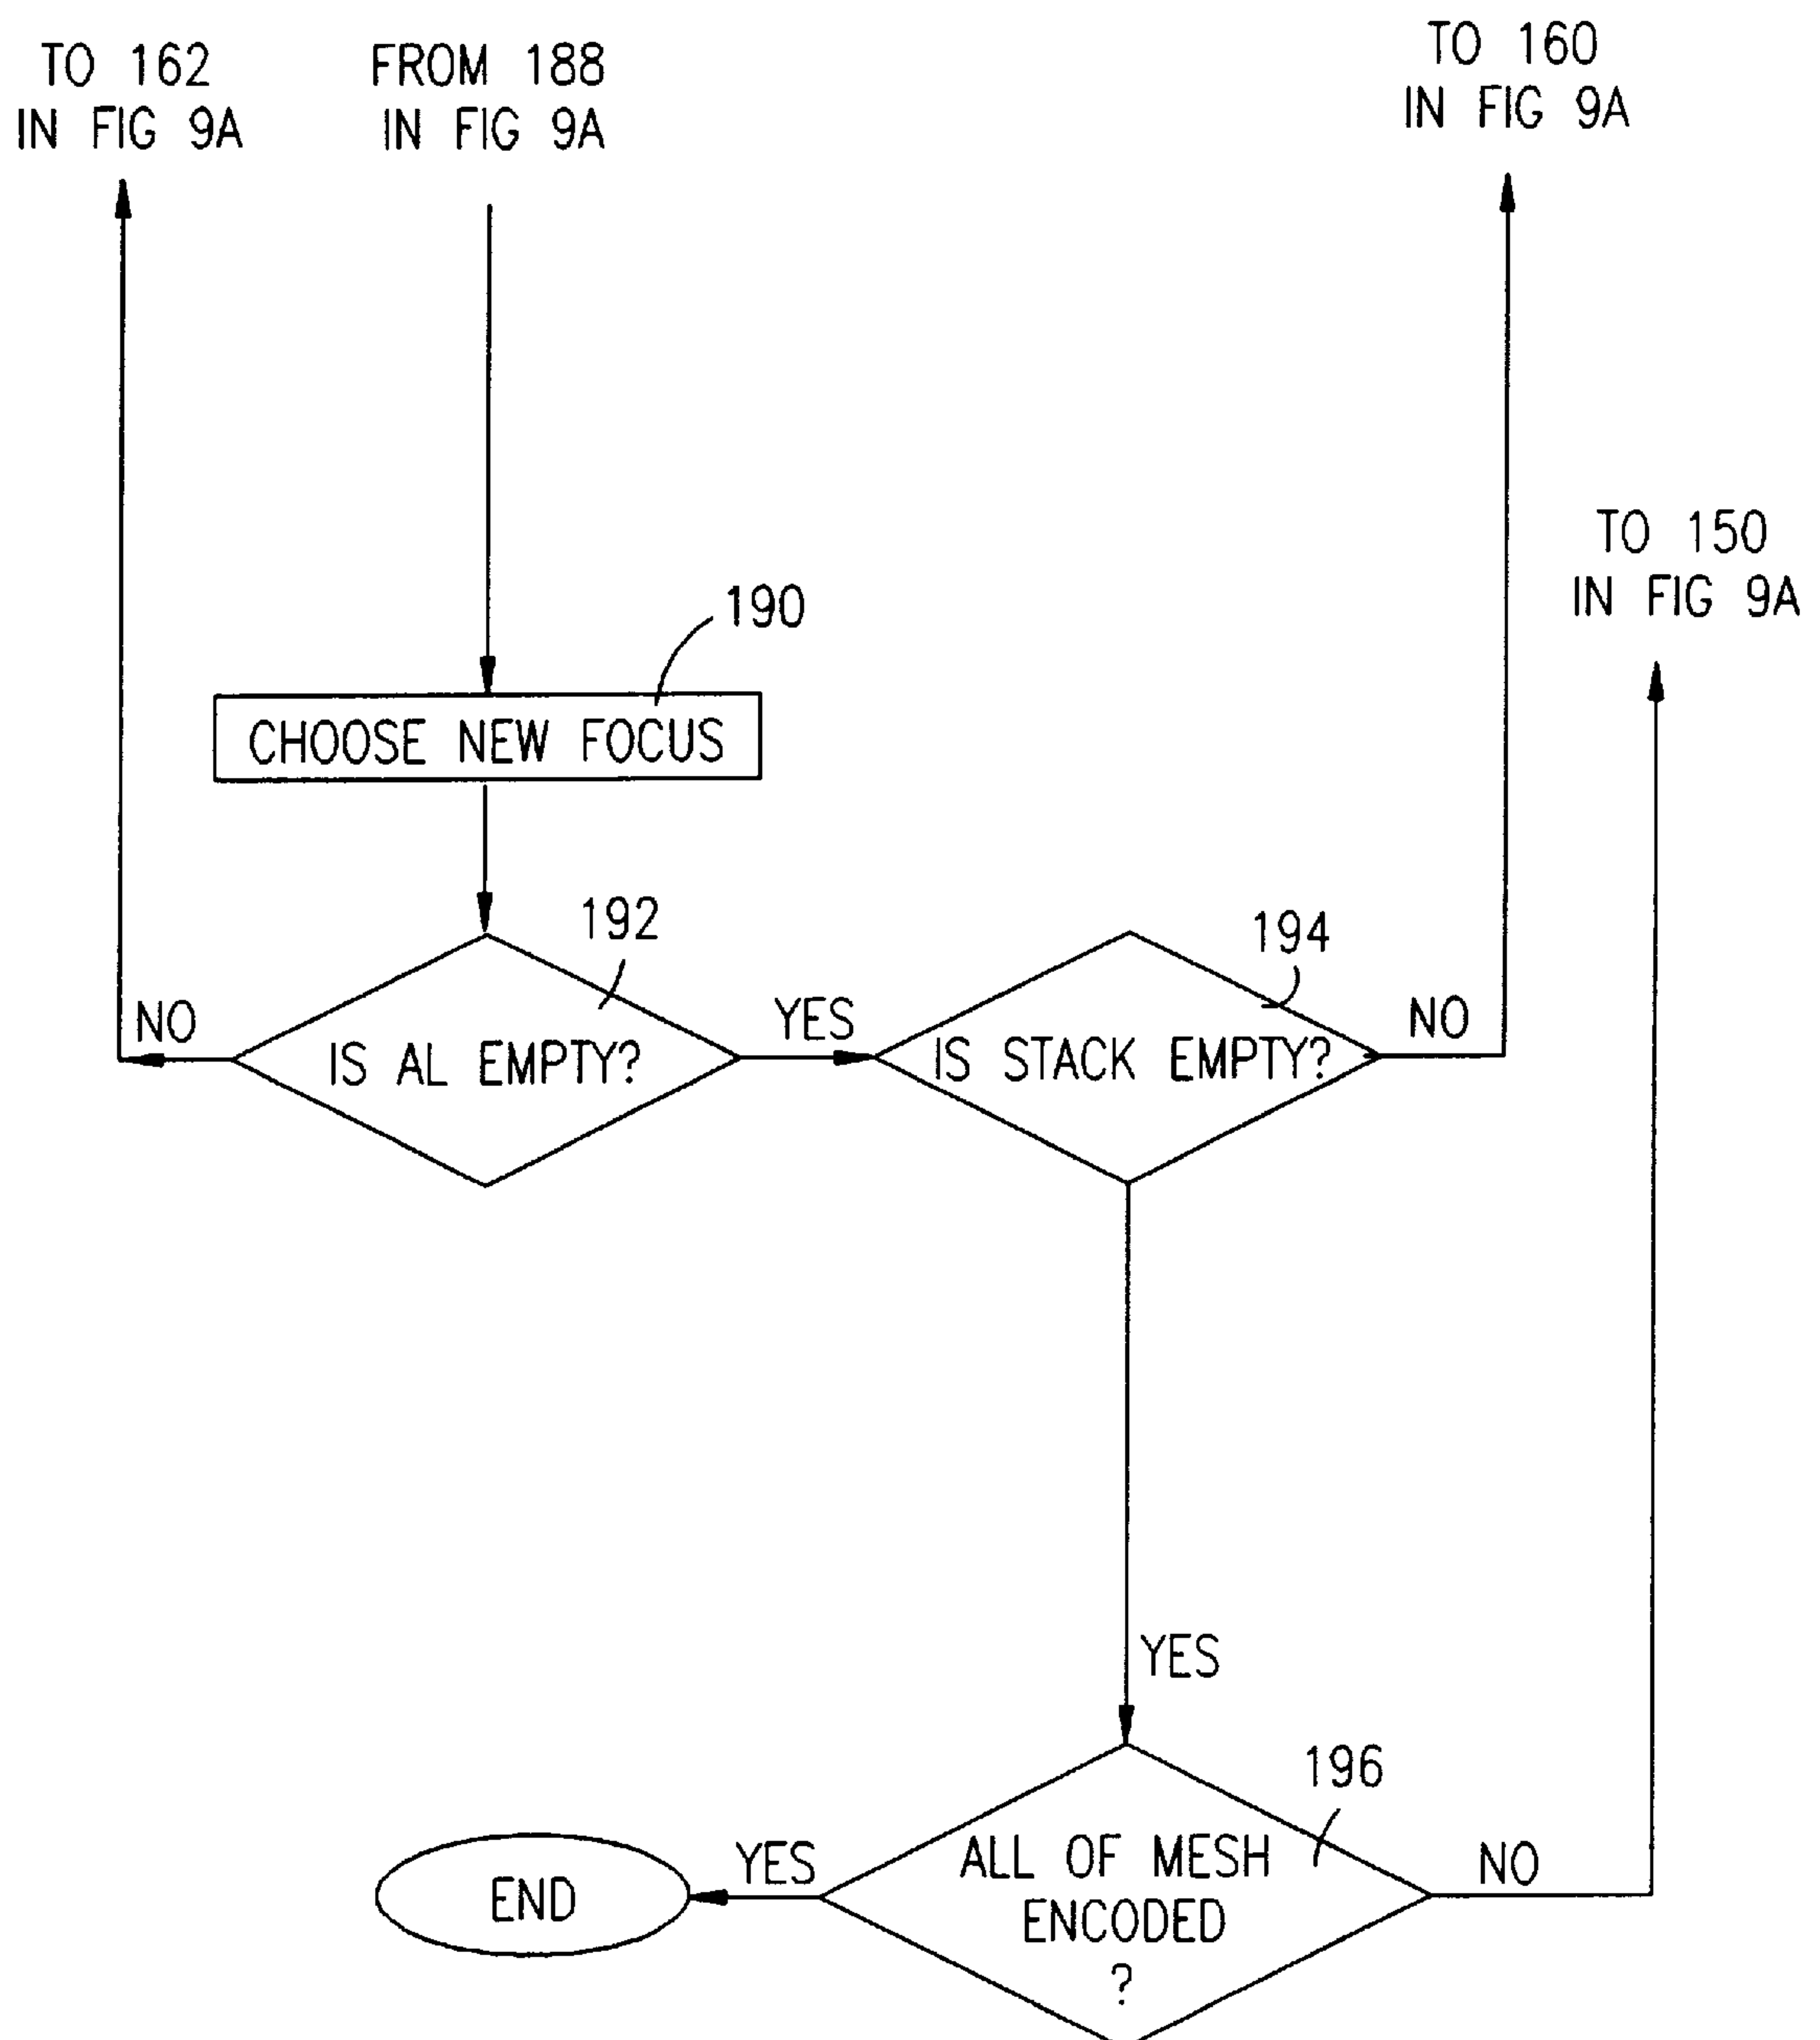 TO 162
IN FIG 9A
FROM 188
IN FIG 9A
TO 160
IN FIG 9A
TO 150
IN FIG 9A
190
CHOOSE NEW FOCUS
192
194
NO
IS AL EMPTY?
YES
IS STACK EMPTY?
NO
YES
196
END
YES
ALL OF MESH
ENCODED
?
NO